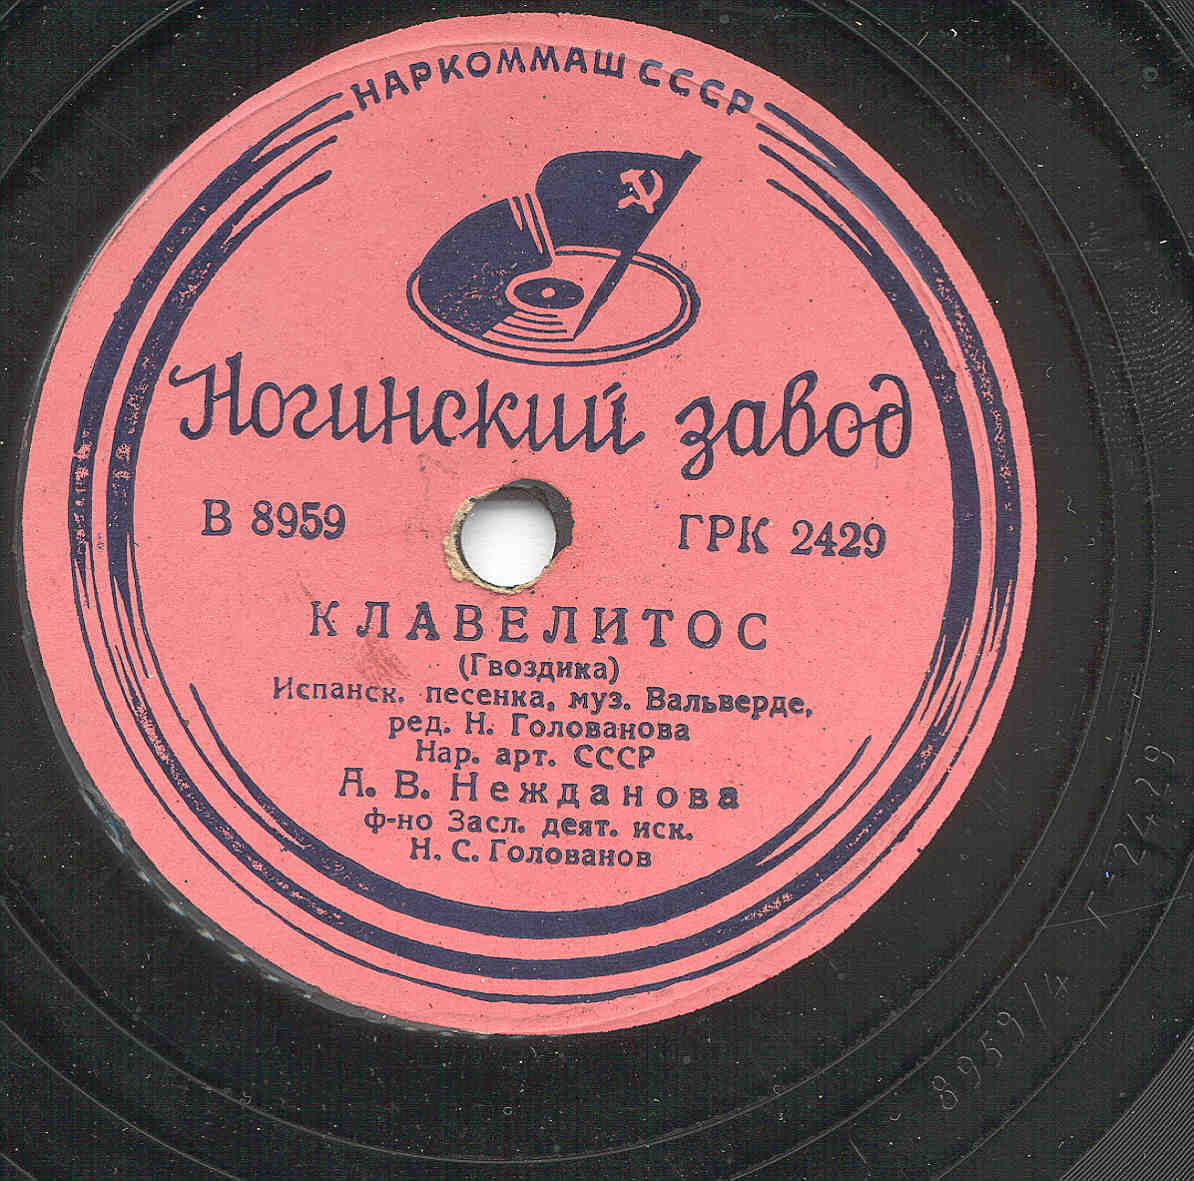 НАРКОММАШ СССР
Ногинский завод
В 8959
ГРК 2429
КЛАВЕЛИТОС
(Гвоздика)
Испанск. песенка, муз. Вальверде,
ред. Н. Голованова
Нар. арт. СССР
А. В. Нежданова
ф-но Засл. деят. иск.
Н. С. Голованов
8959/4 Г-2429